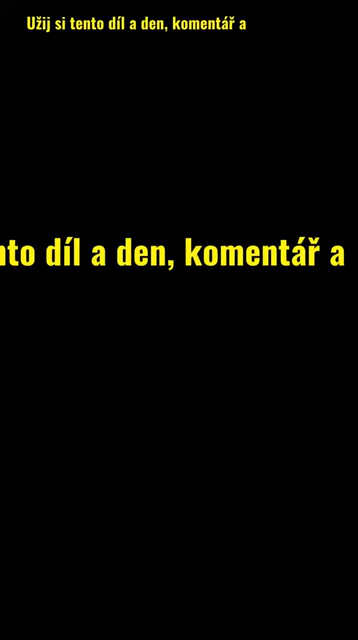 Užij si tento díl a den, komentář a
nto díl a den, komentář a